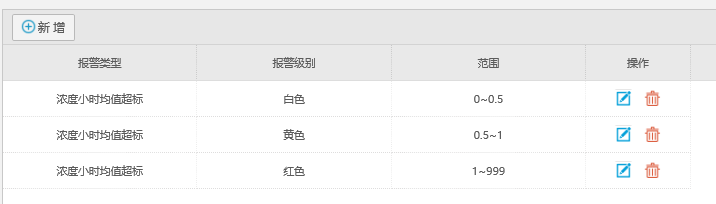 新 增
报警类型 报警级别 范围 操作
浓度小时均值超标 白色 0~0.5
浓度小时均值超标 黄色 0.5~1
浓度小时均值超标 红色 1~999